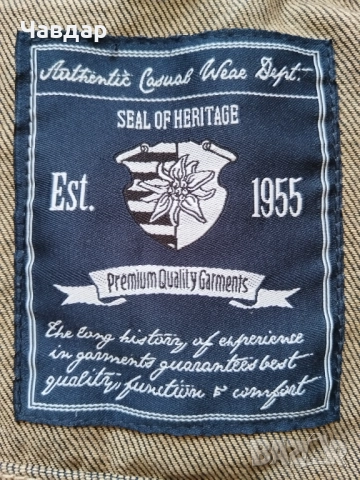 Чавдар
Authentic Casual Wear Dept.
SEAL OF HERITAGE
Est. 1955
Premium Quality Garments
The long history of experience
in garments guarantees best
quality, function & comfort